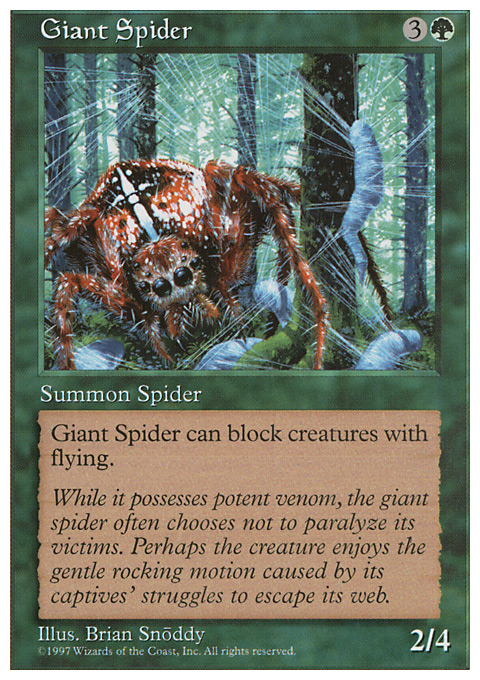 Giant Spider 3
Summon Spider
Giant Spider can block creatures with
flying.
While it possesses potent venom, the giant
spider often chooses not to paralyze its
victims. Perhaps the creature enjoys the
gentle rocking motion caused by its
captives' struggles to escape its web.
Illus. Brian Snōddy
©1997 Wizards of the Coast, Inc. All rights reserved.
2/4